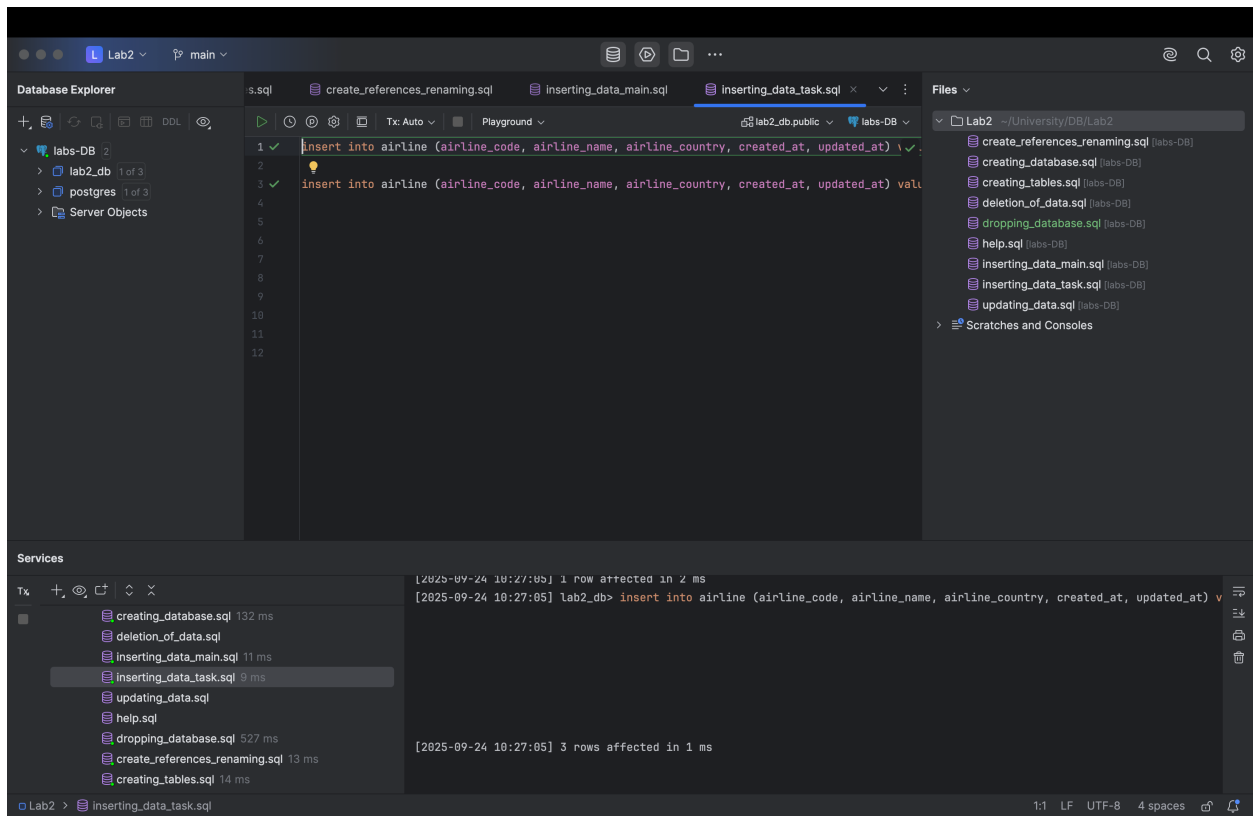 L Lab2 main
Database Explorer
s.sql create_references_renaming.sql inserting_data_main.sql inserting_data_task.sql
Files
DDL
Tx: Auto Playground lab2_db.public labs-DB
labs-DB 2
lab2_db 1 of 3
postgres 1 of 3
Server Objects
1 insert into airline (airline_code, airline_name, airline_country, created_at, updated_at) v
2
3 insert into airline (airline_code, airline_name, airline_country, created_at, updated_at) valu
4
5
6
7
8
9
10
11
12
Lab2 ~/University/DB/Lab2
create_references_renaming.sql [labs-DB]
creating_database.sql [labs-DB]
creating_tables.sql [labs-DB]
deletion_of_data.sql [labs-DB]
dropping_database.sql [labs-DB]
help.sql [labs-DB]
inserting_data_main.sql [labs-DB]
inserting_data_task.sql [labs-DB]
updating_data.sql [labs-DB]
Scratches and Consoles
Services
Tx
creating_database.sql 132 ms
deletion_of_data.sql
inserting_data_main.sql 11 ms
inserting_data_task.sql 9 ms
updating_data.sql
help.sql
dropping_database.sql 527 ms
create_references_renaming.sql 13 ms
creating_tables.sql 14 ms
[2025-09-24 10:27:05] 1 row affected in 2 ms
[2025-09-24 10:27:05] lab2_db> insert into airline (airline_code, airline_name, airline_country, created_at, updated_at) v
[2025-09-24 10:27:05] 3 rows affected in 1 ms
Lab2 > inserting_data_task.sql
1:1 LF UTF-8 4 spaces